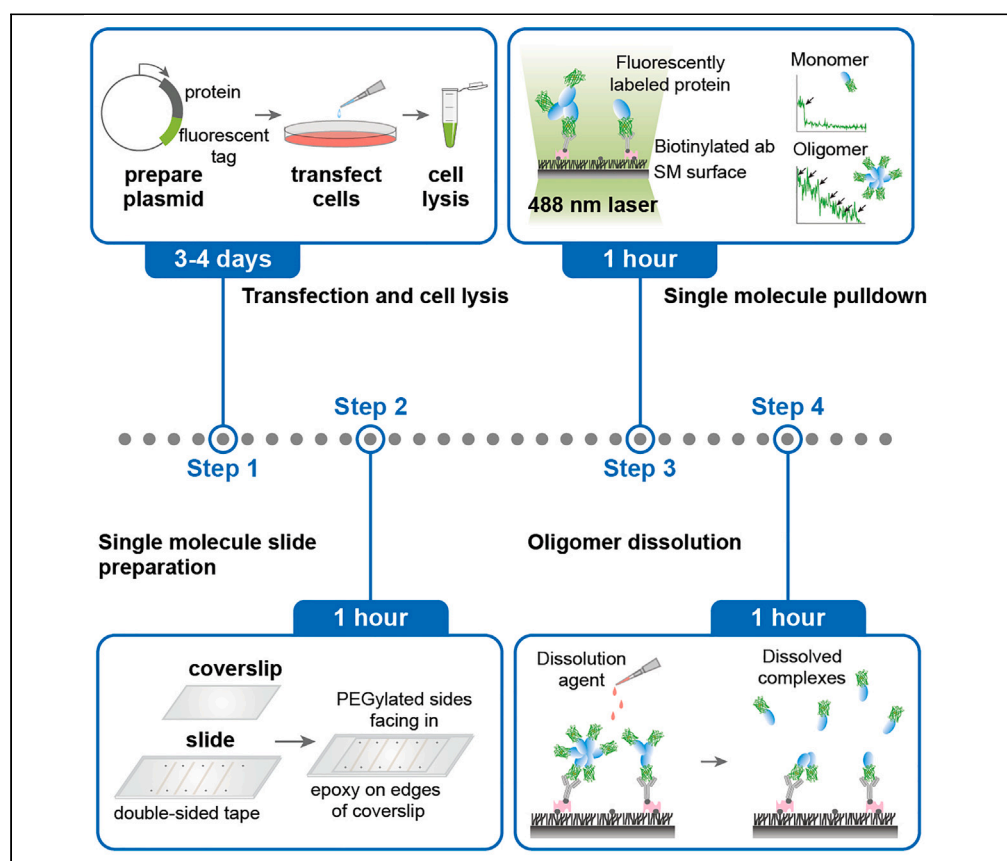 protein
fluorescent
tag
prepare
plasmid
transfect
cells
cell
lysis
3-4 days
Transfection and cell lysis
Fluorescently
labeled protein
Biotinylated ab
SM surface
488 nm laser
Monomer
Oligomer
1 hour
Single molecule pulldown
Step 1
Step 2
Step 3
Step 4
Single molecule slide
preparation
1 hour
coverslip
slide
double-sided tape
PEGylated sides
facing in
epoxy on edges
of coverslip
Oligomer dissolution
1 hour
Dissolution
agent
Dissolved
complexes